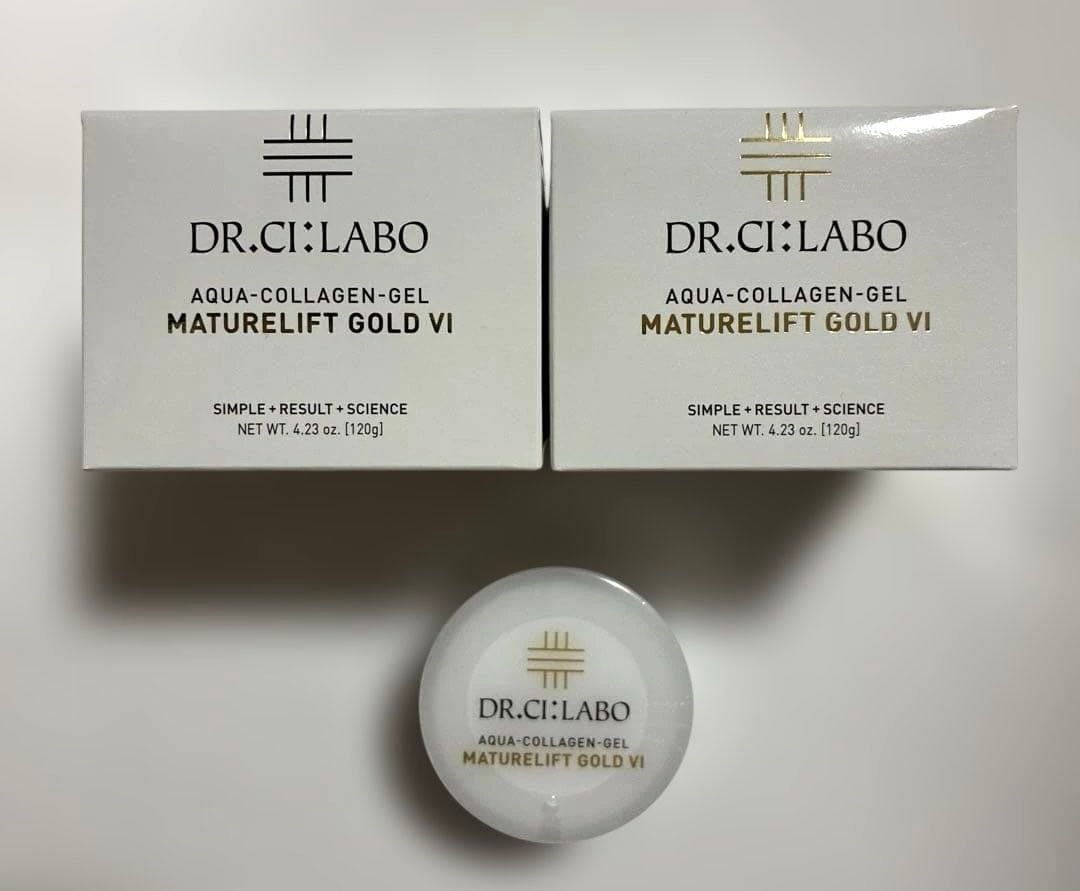 DR.CI:LABO
AQUA-COLLAGEN-GEL
MATURELIFT GOLD VI
SIMPLE + RESULT + SCIENCE
NET WT. 4.23 oz. [120g]
DR.CI:LABO
AQUA-COLLAGEN-GEL
MATURELIFT GOLD VI
SIMPLE + RESULT + SCIENCE
NET WT. 4.23 oz. [120g]
DR.CI:LABO
AQUA-COLLAGEN-GEL
MATURELIFT GOLD VI